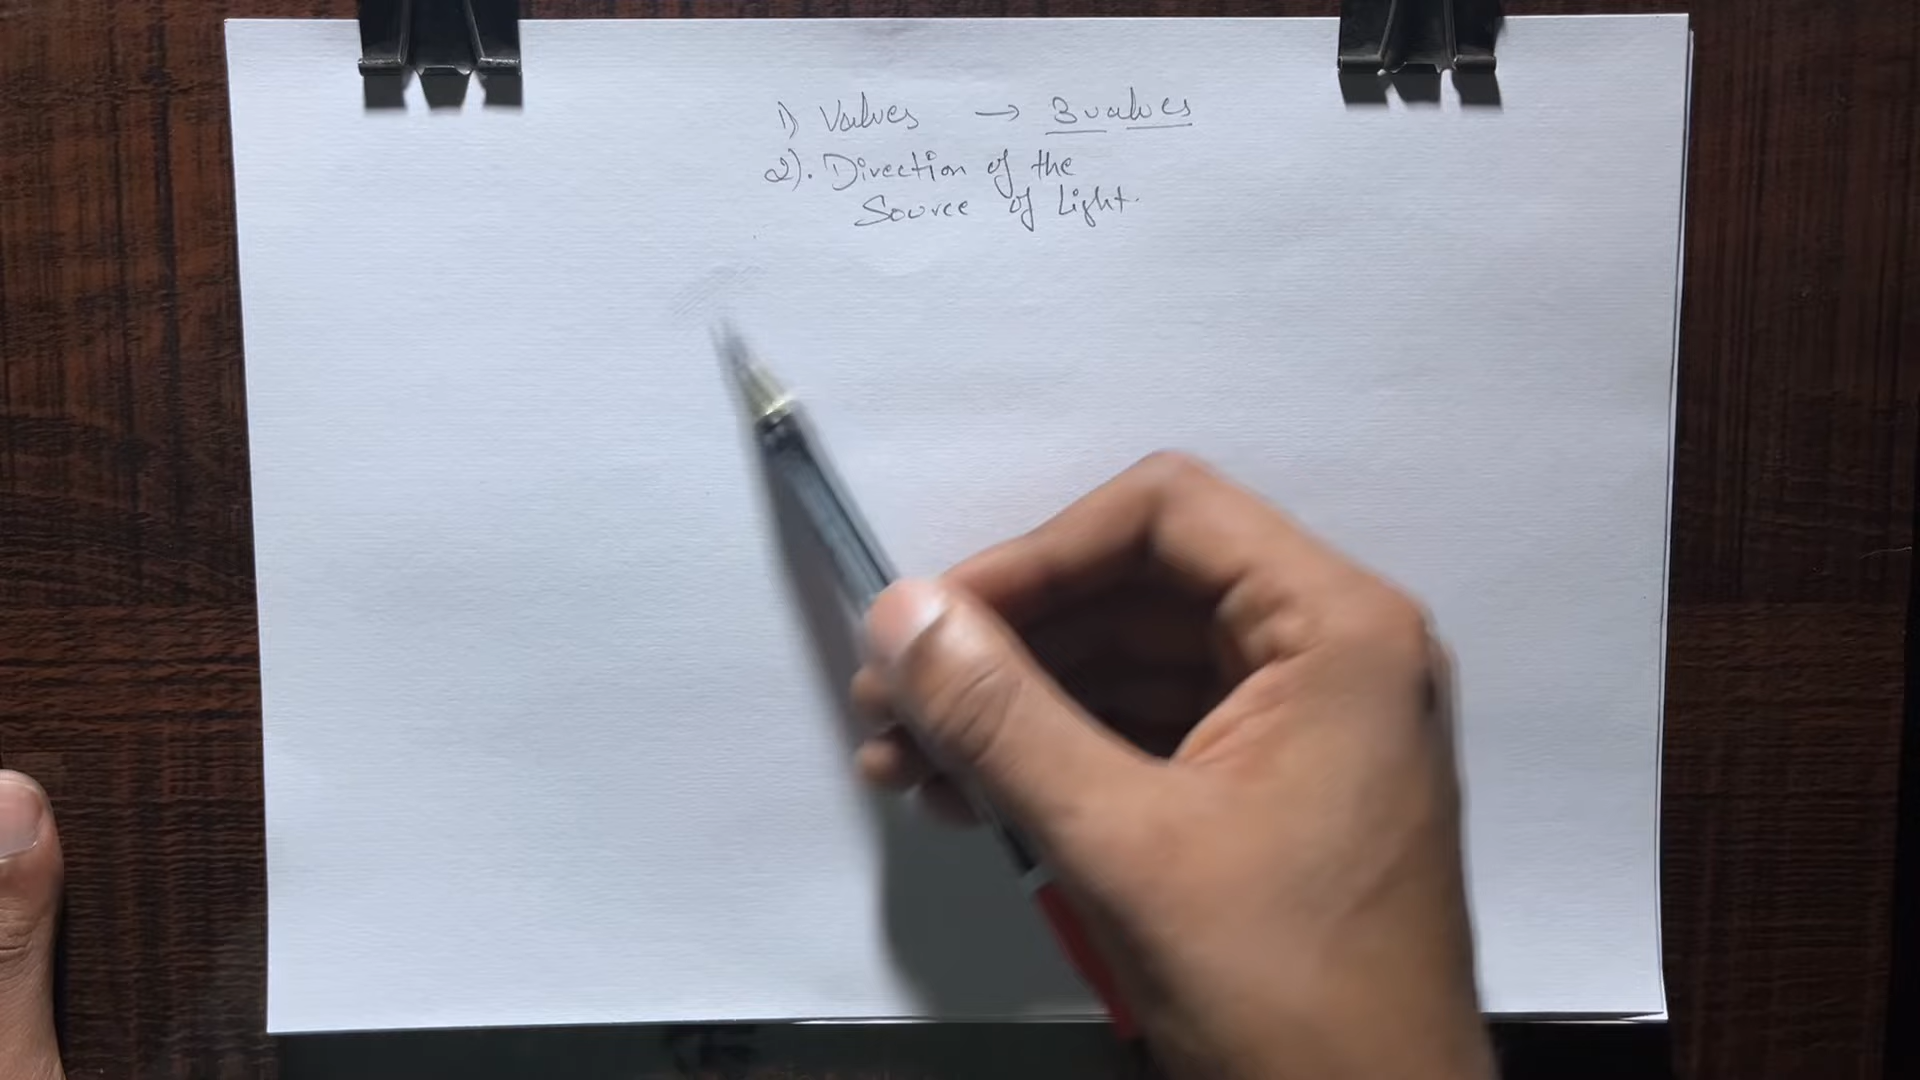 1) Values → 3 values
2). Direction of the
Source of Light.